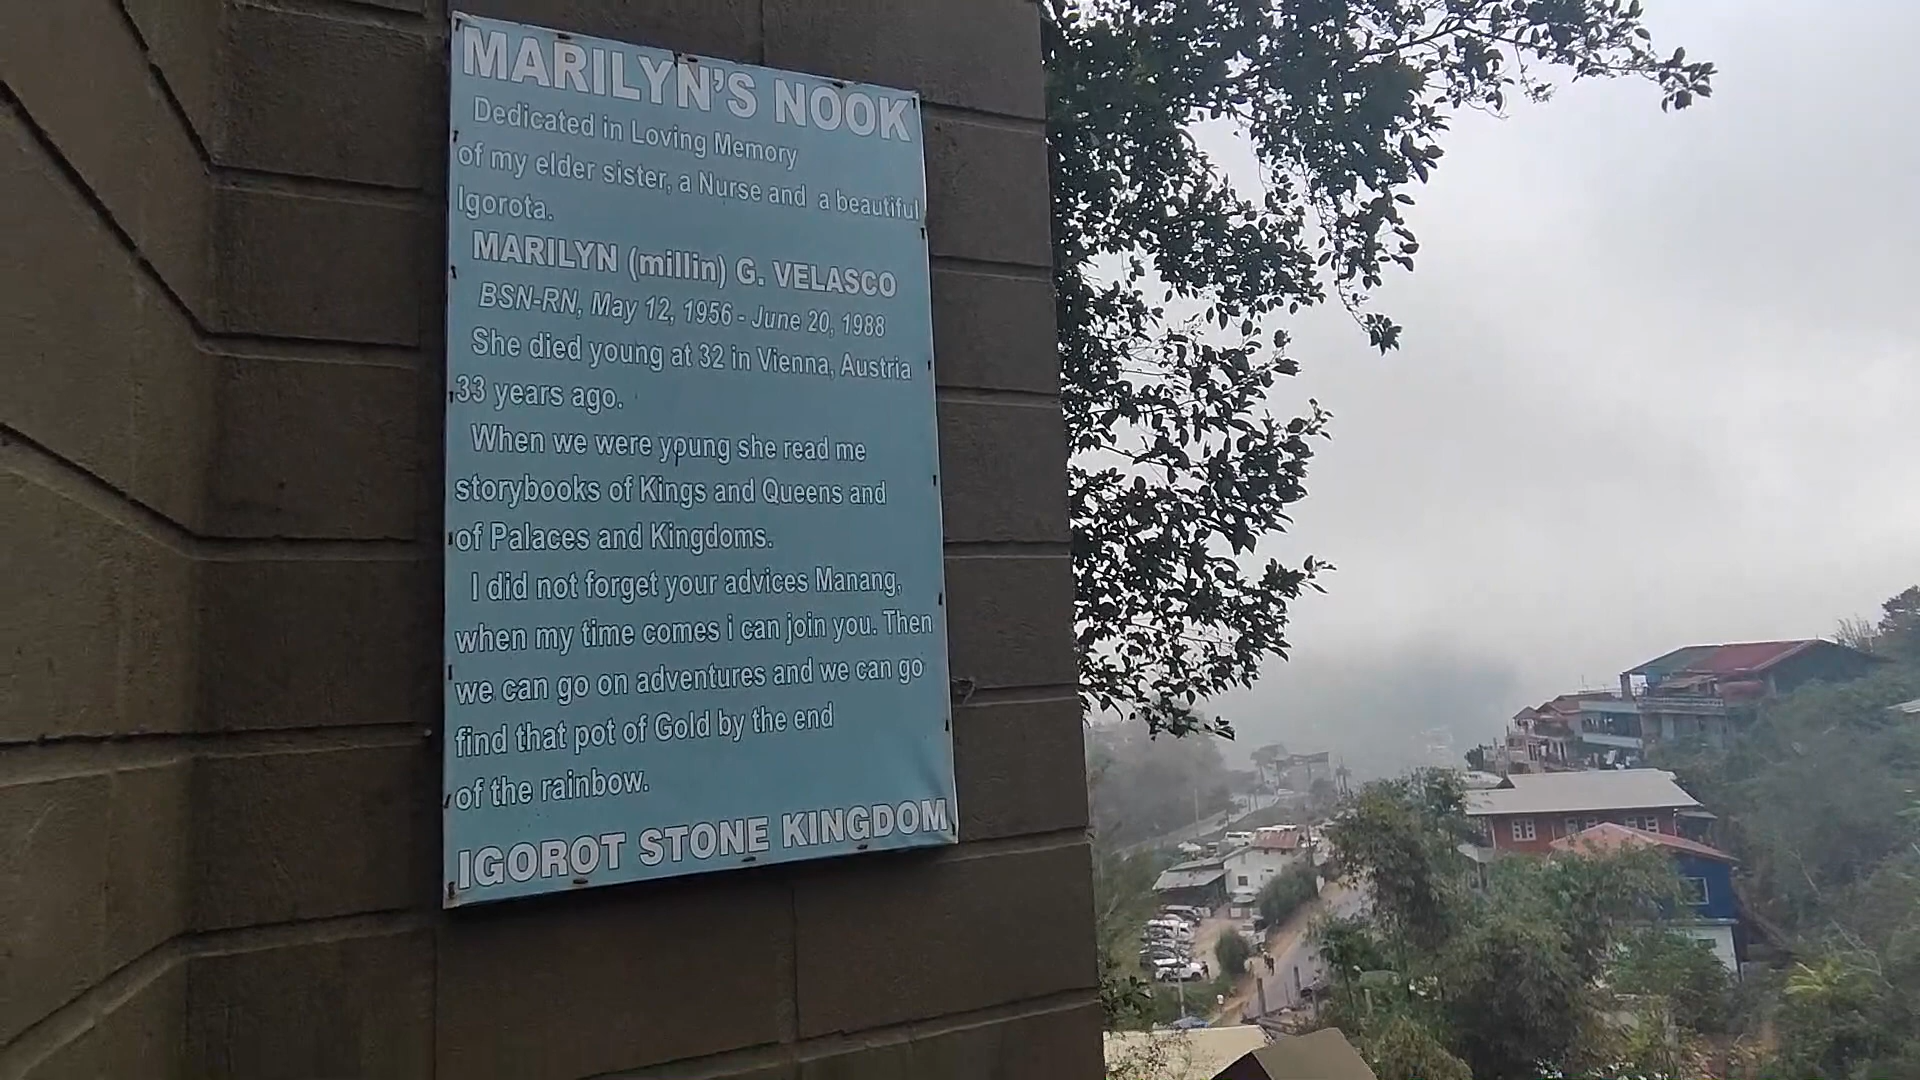 MARILYN'S NOOK
Dedicated in Loving Memory
of my elder sister, a Nurse and a beautiful
Igorota.
MARILYN (millin) G. VELASCO
BSN-RN, May 12, 1956 - June 20, 1988
She died young at 32 in Vienna, Austria
33 years ago.
When we were young she read me
storybooks of Kings and Queens and
of Palaces and Kingdoms.
I did not forget your advices Manang,
when my time comes i can join you. Then
we can go on adventures and we can go
find that pot of Gold by the end
of the rainbow.
IGOROT STONE KINGDOM